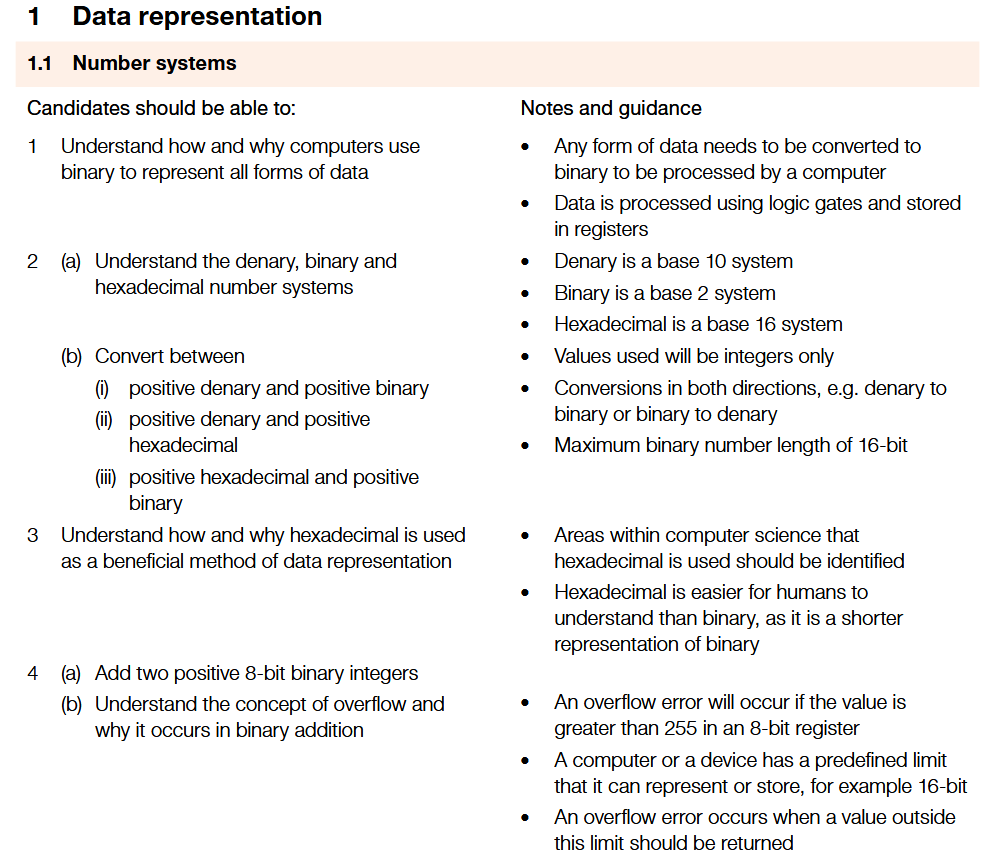 1 Data representation
1.1 Number systems
Candidates should be able to:
Notes and guidance
1 Understand how and why computers use
binary to represent all forms of data
• Any form of data needs to be converted to
binary to be processed by a computer
• Data is processed using logic gates and stored
in registers
2 (a) Understand the denary, binary and
hexadecimal number systems
• Denary is a base 10 system
• Binary is a base 2 system
• Hexadecimal is a base 16 system
(b) Convert between
(i) positive denary and positive binary
(ii) positive denary and positive
hexadecimal
(iii) positive hexadecimal and positive
binary
• Values used will be integers only
• Conversions in both directions, e.g. denary to
binary or binary to denary
• Maximum binary number length of 16-bit
3 Understand how and why hexadecimal is used
as a beneficial method of data representation
• Areas within computer science that
hexadecimal is used should be identified
• Hexadecimal is easier for humans to
understand than binary, as it is a shorter
representation of binary
4 (a) Add two positive 8-bit binary integers
(b) Understand the concept of overflow and
why it occurs in binary addition
• An overflow error will occur if the value is
greater than 255 in an 8-bit register
• A computer or a device has a predefined limit
that it can represent or store, for example 16-bit
• An overflow error occurs when a value outside
this limit should be returned